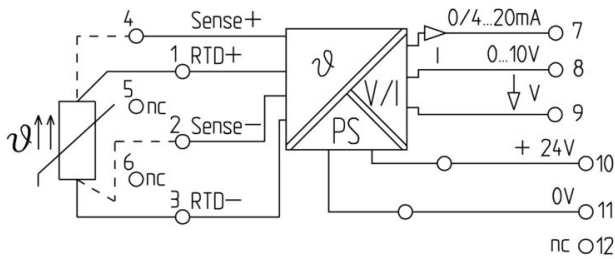 4 Sense+
1 RTD+
5 nc
2 Sense-
6 nc
3 RTD-
ϑ
ϑ
V/I
PS
0/4...20mA 7
I
0...10V 8
V 9
+ 24V 10
0V 11
nc 12